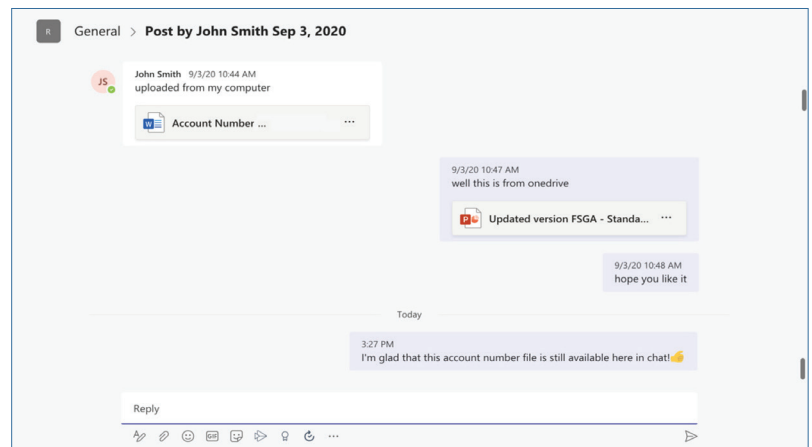 R
General > Post by John Smith Sep 3, 2020
JS
John Smith 9/3/20 10:44 AM
uploaded from my computer
W
Account Number ...
...
9/3/20 10:47 AM
well this is from onedrive
P
Updated version FSGA - Standa...
...
9/3/20 10:48 AM
hope you like it
Today
3:27 PM
I'm glad that this account number file is still available here in chat!👍
Reply
GIF
...